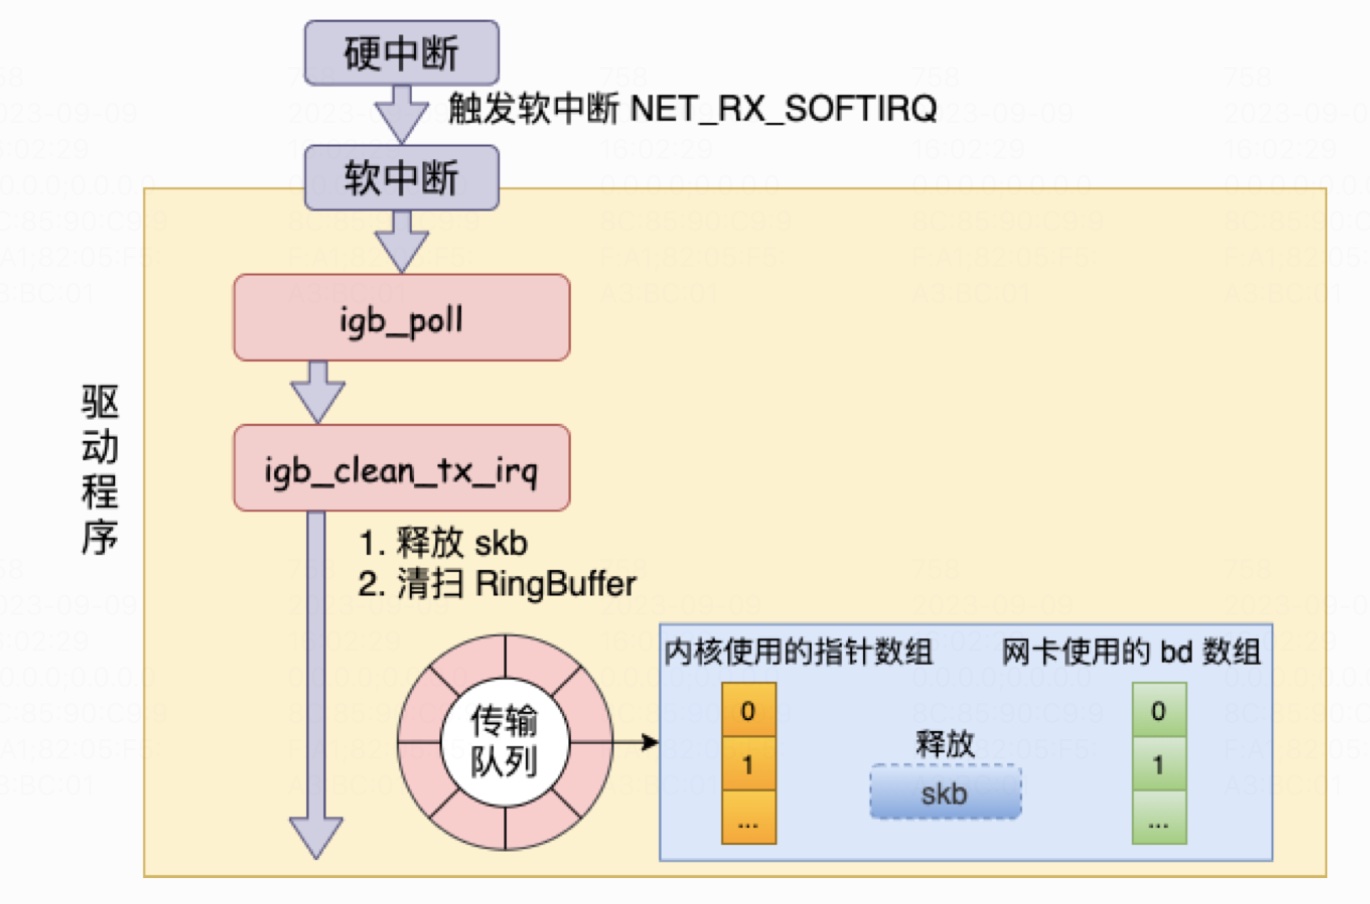 硬中断
触发软中断 NET_RX_SOFTIRQ
软中断
igb_poll
驱动程序
igb_clean_tx_irq
1. 释放 skb
2. 清扫 RingBuffer
传输
队列
内核使用的指针数组
网卡使用的 bd 数组
0
1
...
释放
skb
0
1
...